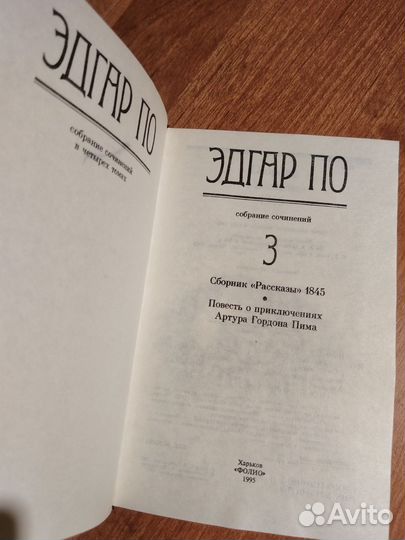 ЭДГАР ПО
собрание сочинений
в четырех томах
ЭДГАР ПО
собрание сочинений
3
Сборник «Рассказы» 1845
Повесть о приключениях
Артура Гордона Пима
Харьков
«ФОЛИО»
1995
Avito